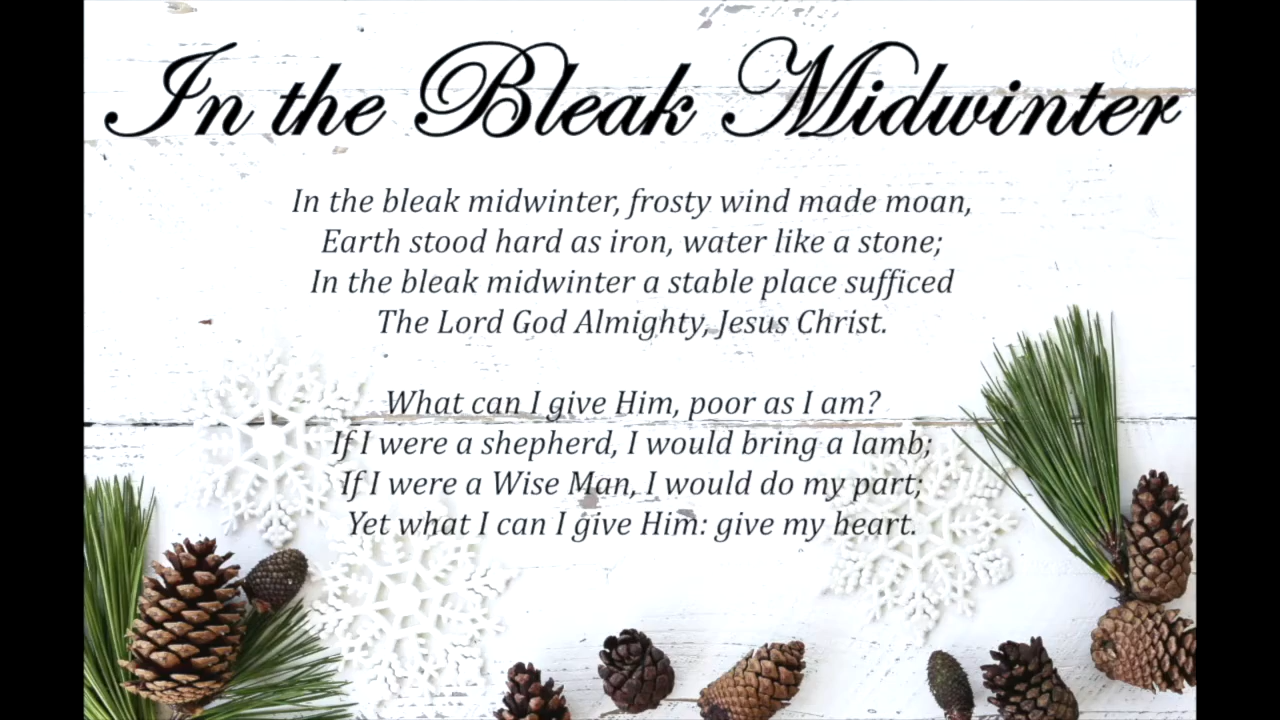 In the Bleak Midwinter
In the bleak midwinter, frosty wind made moan,
Earth stood hard as iron, water like a stone;
In the bleak midwinter a stable place sufficed
The Lord God Almighty, Jesus Christ.
What can I give Him, poor as I am?
If I were a shepherd, I would bring a lamb;
If I were a Wise Man, I would do my part;
Yet what I can I give Him: give my heart.